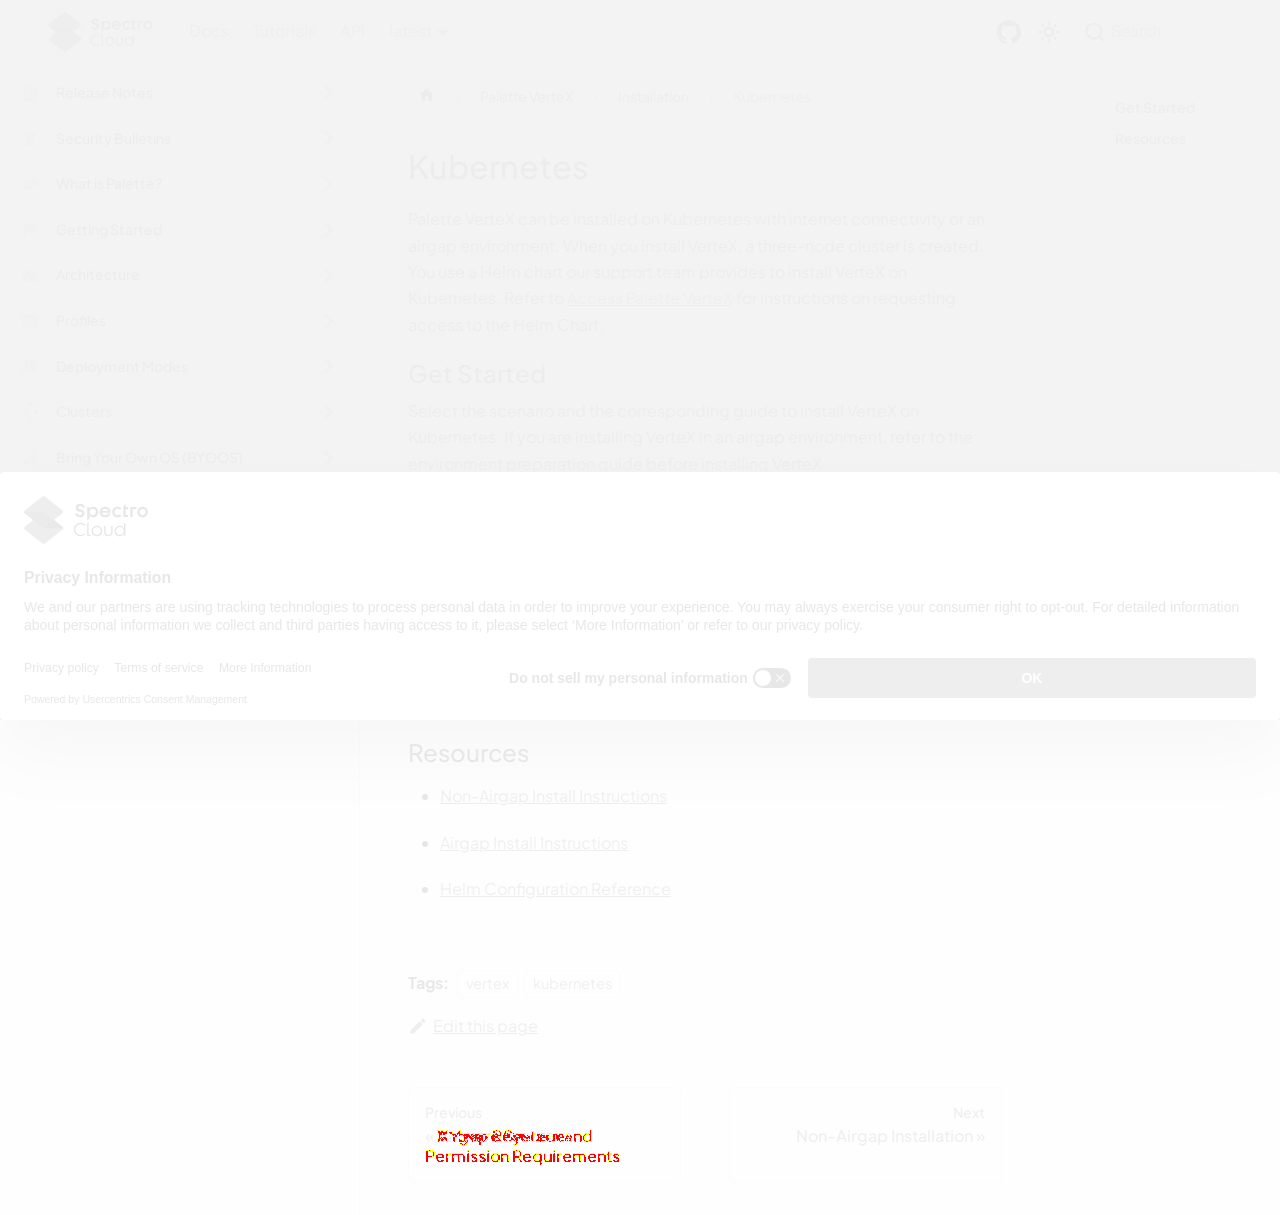 Spectro Cloud
Docs Tutorials API latest
Search
Release Notes
Security Bulletins
What is Palette?
Getting Started
Architecture
Profiles
Deployment Modes
Clusters
Bring Your Own OS (BYOOS)
Palette VerteX
Installation
Kubernetes
Kubernetes
Palette VerteX can be installed on Kubernetes with internet connectivity or an
airgap environment. When you install VerteX, a three-node cluster is created.
You use a Helm chart our support team provides to install VerteX on
Kubernetes. Refer to Access Palette VerteX for instructions on requesting
access to the Helm Chart.
Get Started
Select the scenario and the corresponding guide to install VerteX on
Kubernetes. If you are installing VerteX in an airgap environment, refer to the
environment preparation guide before installing VerteX.
Get Started
Resources
Spectro Cloud
Privacy Information
We and our partners are using tracking technologies to process personal data in order to improve your experience. You may always exercise your consumer right to opt-out. For detailed information
about personal information we collect and third parties having access to it, please select 'More Information' or refer to our privacy policy.
Privacy policy Terms of service More Information
Powered by Usercentrics Consent Management
Do not sell my personal information
OK
Resources
Non-Airgap Install Instructions
Airgap Install Instructions
Helm Configuration Reference
Tags: vertex kubernetes
Edit this page
Previous
Permission Requirements
Next
Non-Airgap Installation »